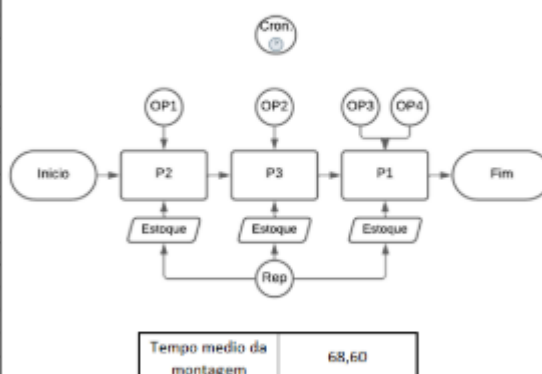 Cron.
OP1
OP2
OP3
OP4
Inicio
P2
P3
P1
Fim
Estoque
Estoque
Estoque
Rep
Tempo medio da
montagem
68,60